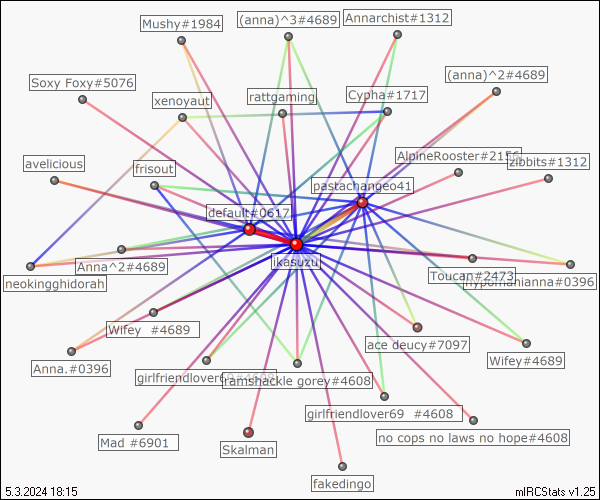 Mushy#1984
(anna)^3#4689
Annarchist#1312
Soxy Foxy#5076
(anna)^2#4689
xenoyaut
rattgaming
Cypha#1717
avelicious
frisout
AlpineRooster#2156
zibbits#1312
pastachangeo41
default#0617
ikasuzu
Anna^2#4689
neokingghidorah
Toucan#2473
hypomanianna#0396
Wifey  #4689
ace deucy#7097
Wifey#4689
Anna.#0396
girlfriendlover69#4608
ramshackle gorey#4608
girlfriendlover69  #4608
Mad #6901
Skalman
no cops no laws no hope#4608
fakedingo
5.3.2024 18:15
mIRCStats v1.25